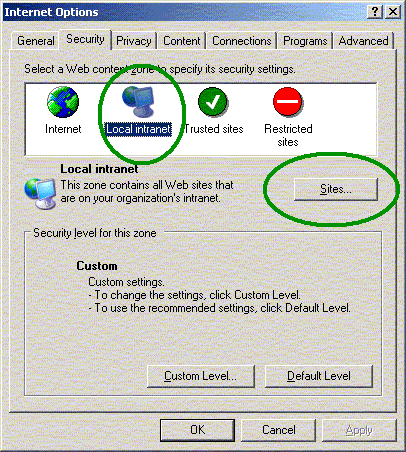 Internet Options
General Security Privacy Content Connections Programs Advanced
Select a Web content zone to specify its security settings.
Internet Local intranet Trusted sites Restricted sites
Local intranet
This zone contains all Web sites that
are on your organization's intranet.
Sites...
Security level for this zone
Custom
Custom settings.
- To change the settings, click Custom Level.
- To use the recommended settings, click Default Level.
Custom Level... Default Level
OK Cancel Apply